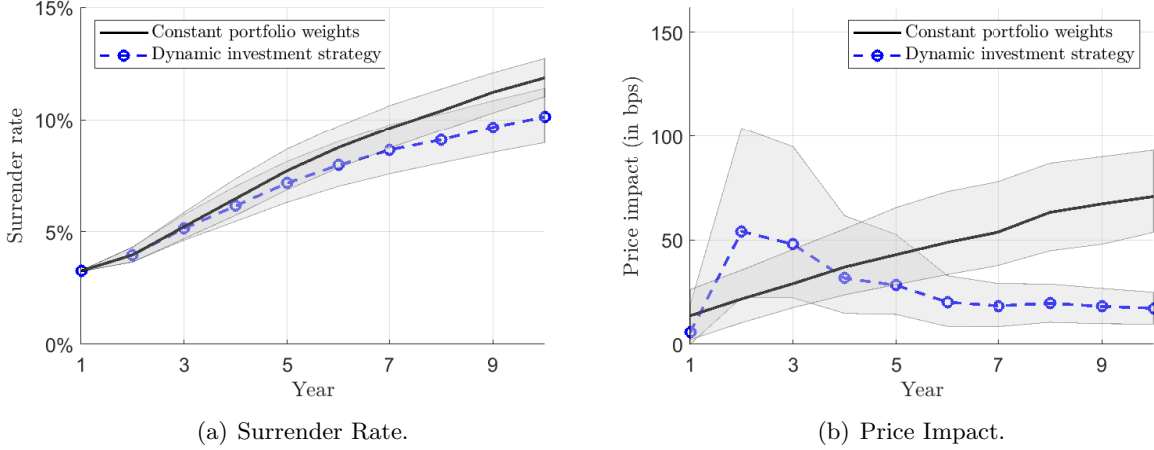 15%
10%
5%
0%
Surrender rate
Constant portfolio weights
Dynamic investment strategy
1 3 5 7 9
Year
(a) Surrender Rate.
150
100
50
0
Price impact (in bps)
Constant portfolio weights
Dynamic investment strategy
1 3 5 7 9
Year
(b) Price Impact.